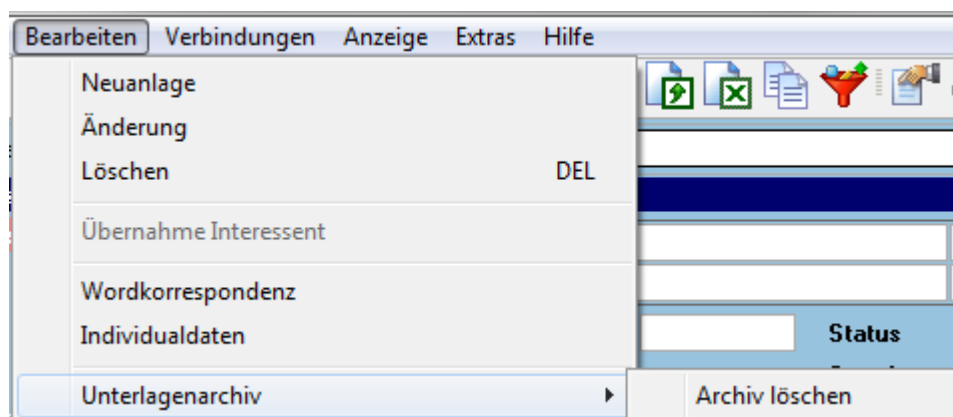 Bearbeiten Verbindungen Anzeige Extras Hilfe
Neuanlage
Änderung
Löschen DEL
Übernahme Interessent
Wordkorrespondenz
Individualdaten
Status
Unterlagenarchiv Archiv löschen